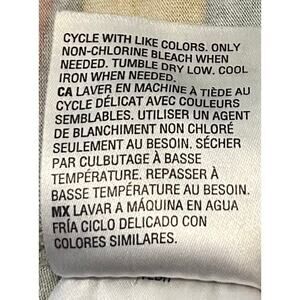 CYCLE WITH LIKE COLORS. ONLY
NON-CHLORINE BLEACH WHEN
NEEDED. TUMBLE DRY LOW. COOL
IRON WHEN NEEDED.
CA LAVER EN MACHINE À TIÈDE AU
CYCLE DÉLICAT AVEC COULEURS
SEMBLABLES. UTILISER UN AGENT
DE BLANCHIMENT NON CHLORÉ
SEULEMENT AU BESOIN. SÉCHER
PAR CULBUTAGE À BASSE
TEMPÉRATURE. REPASSER À
BASSE TEMPÉRATURE AU BESOIN.
MX LAVAR A MÁQUINA EN AGUA
FRÍA CICLO DELICADO CON
COLORES SIMILARES.